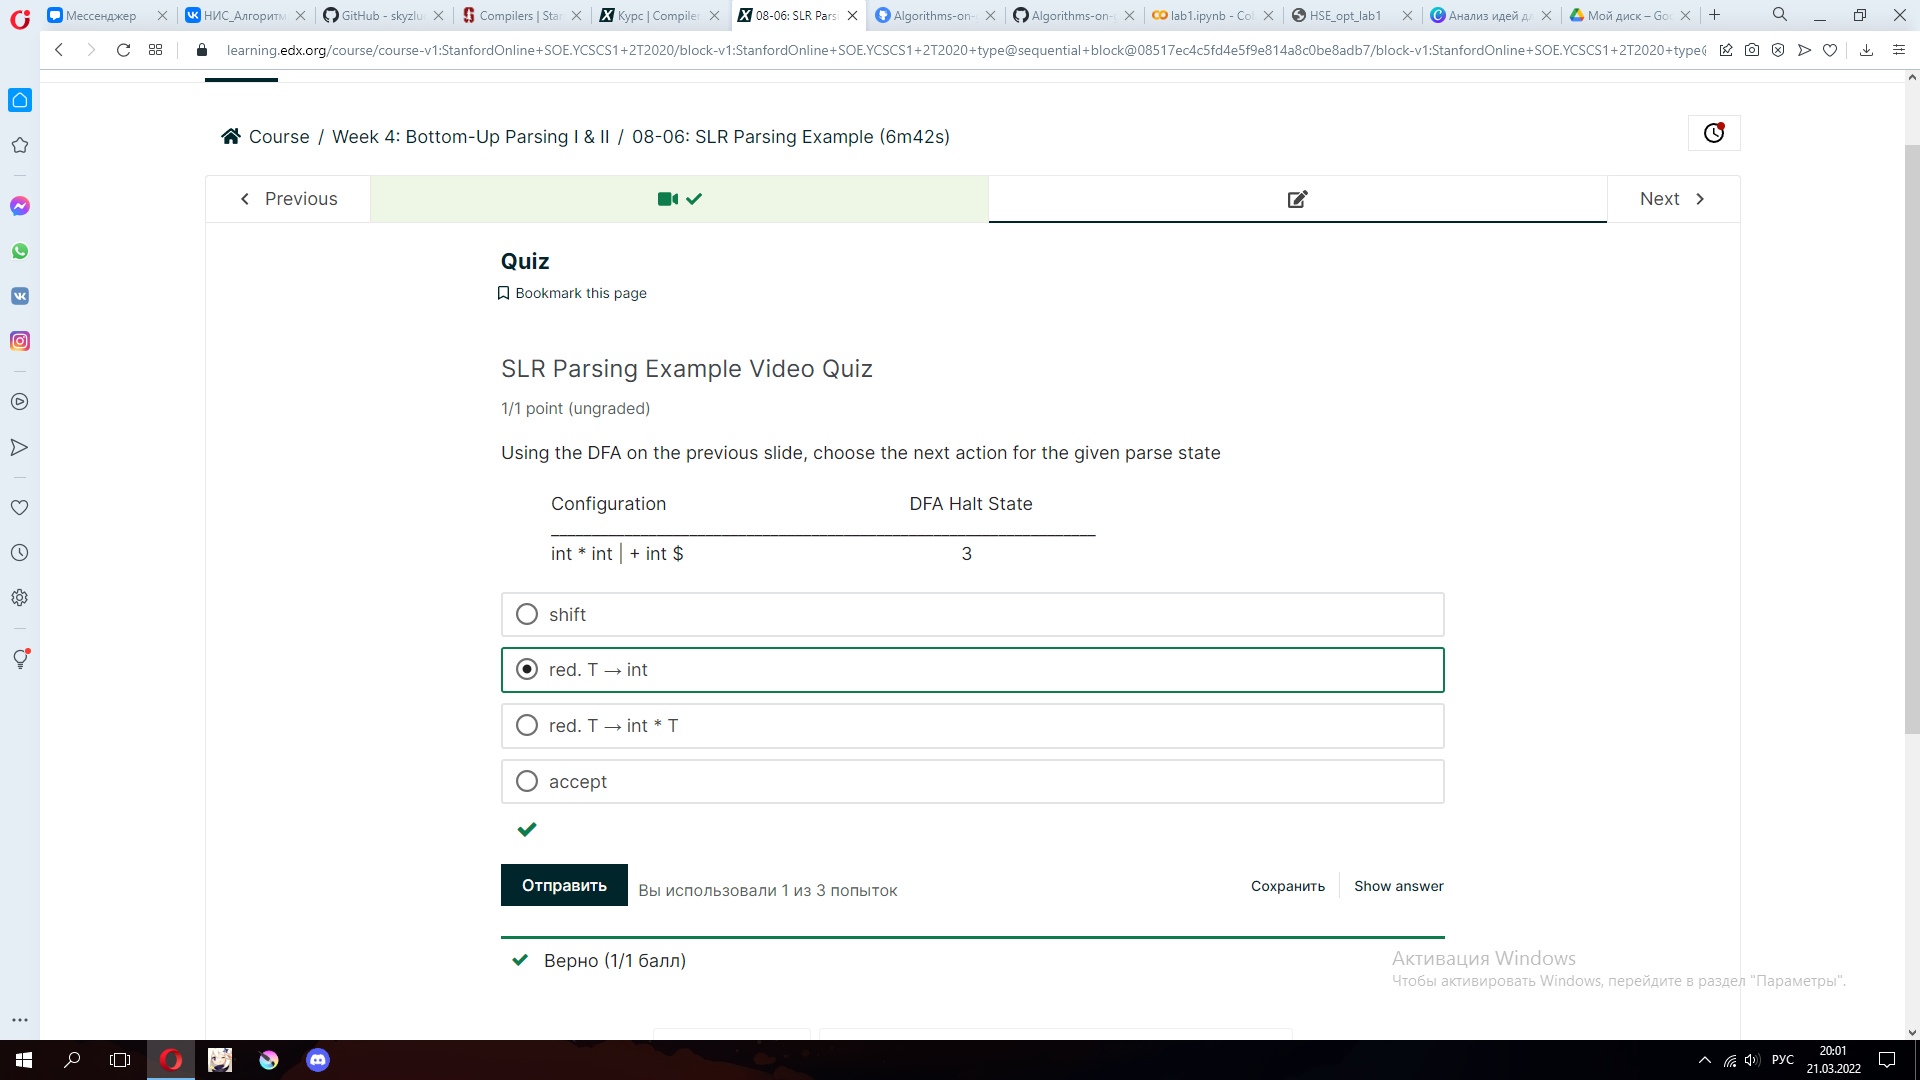 Мессенджер
НИС_Алгоритм
GitHub - skyzlu
Compilers | Stan
Курс | Compiler
08-06: SLR Pars
Algorithms-on-
Algorithms-on-
lab1.ipynb - Col
HSE_opt_lab1
Анализ идей дл
Мой диск – Goo
learning.edx.org/course/course-v1:StanfordOnline+SOE.YCSCS1+2T2020/block-v1:StanfordOnline+SOE.YCSCS1+2T2020+type@sequential+block@08517ec4c5fd4e5f9e814a8c0be8adb7/block-v1:StanfordOnline+SOE.YCSCS1+2T2020+type@
Course / Week 4: Bottom-Up Parsing I & II / 08-06: SLR Parsing Example (6m42s)
Previous
Next
Quiz
Bookmark this page
SLR Parsing Example Video Quiz
1/1 point (ungraded)
Using the DFA on the previous slide, choose the next action for the given parse state
Configuration DFA Halt State
int * int | + int $ 3
shift
red. T → int
red. T → int * T
accept
Отправить
Вы использовали 1 из 3 попыток
Сохранить
Show answer
Верно (1/1 балл)
Активация Windows
Чтобы активировать Windows, перейдите в раздел "Параметры".
РУС
20:01
21.03.2022